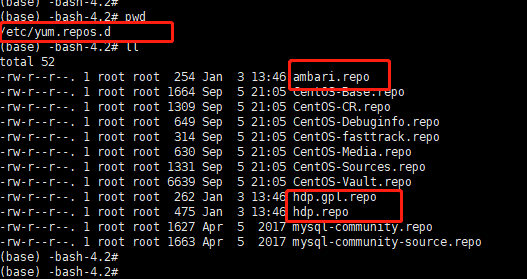 (base) -bash-4.2#
(base) -bash-4.2# pwd
/etc/yum.repos.d
(base) -bash-4.2# ll
total 52
-rw-r--r--. 1 root root 254 Jan 3 13:46 ambari.repo
-rw-r--r--. 1 root root 1664 Sep 5 21:05 CentOS-Base.repo
-rw-r--r--. 1 root root 1309 Sep 5 21:05 CentOS-CR.repo
-rw-r--r--. 1 root root 649 Sep 5 21:05 CentOS-Debuginfo.repo
-rw-r--r--. 1 root root 314 Sep 5 21:05 CentOS-fasttrack.repo
-rw-r--r--. 1 root root 630 Sep 5 21:05 CentOS-Media.repo
-rw-r--r--. 1 root root 1331 Sep 5 21:05 CentOS-Sources.repo
-rw-r--r--. 1 root root 6639 Sep 5 21:05 CentOS-Vault.repo
-rw-r--r--. 1 root root 262 Jan 3 13:46 hdp.gpl.repo
-rw-r--r--. 1 root root 475 Jan 3 13:46 hdp.repo
-rw-r--r--. 1 root root 1627 Apr 5 2017 mysql-community.repo
-rw-r--r--. 1 root root 1663 Apr 5 2017 mysql-community-source.repo
(base) -bash-4.2#
(base) -bash-4.2#